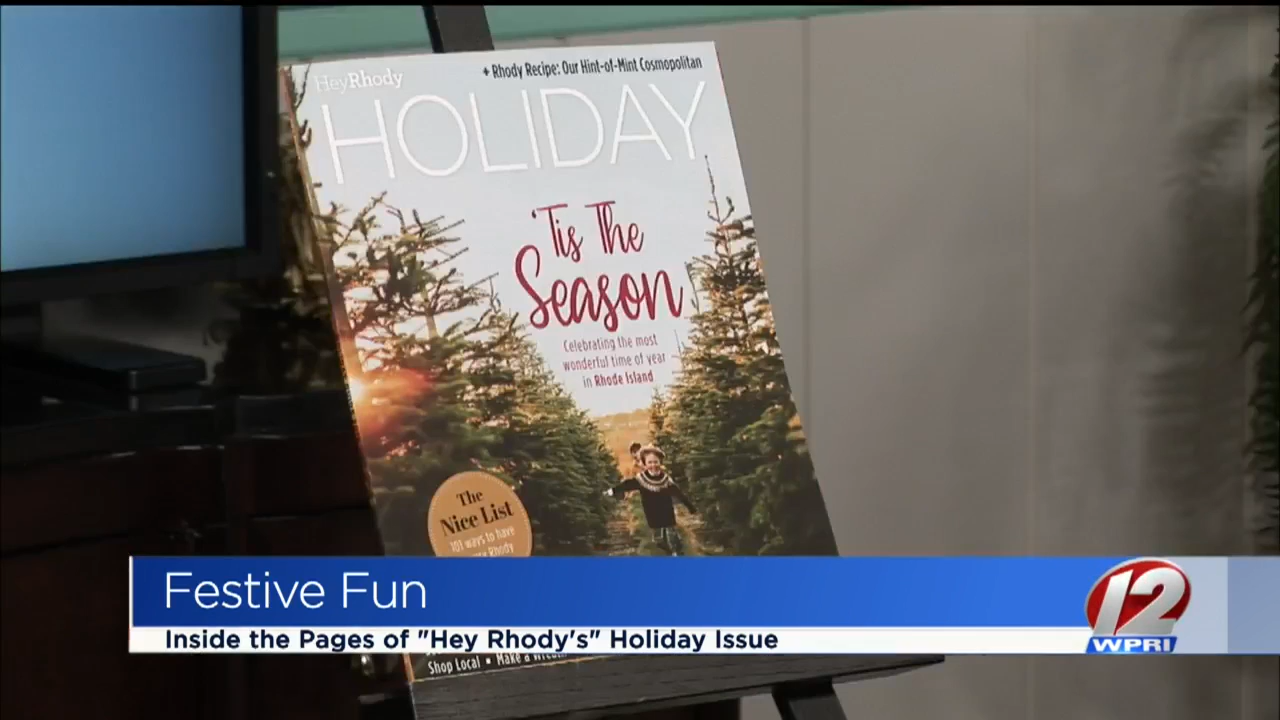 HeyRhody
+ Rhody Recipe: Our Hint-of-Mint Cosmopolitan
HOLIDAY
'Tis The
Season
Celebrating the most
wonderful time of year
in Rhode Island
The
Nice List
101 ways to have
Rhody
Festive Fun
Inside the Pages of "Hey Rhody's" Holiday Issue
12
WPRI
Shop Local • Make a